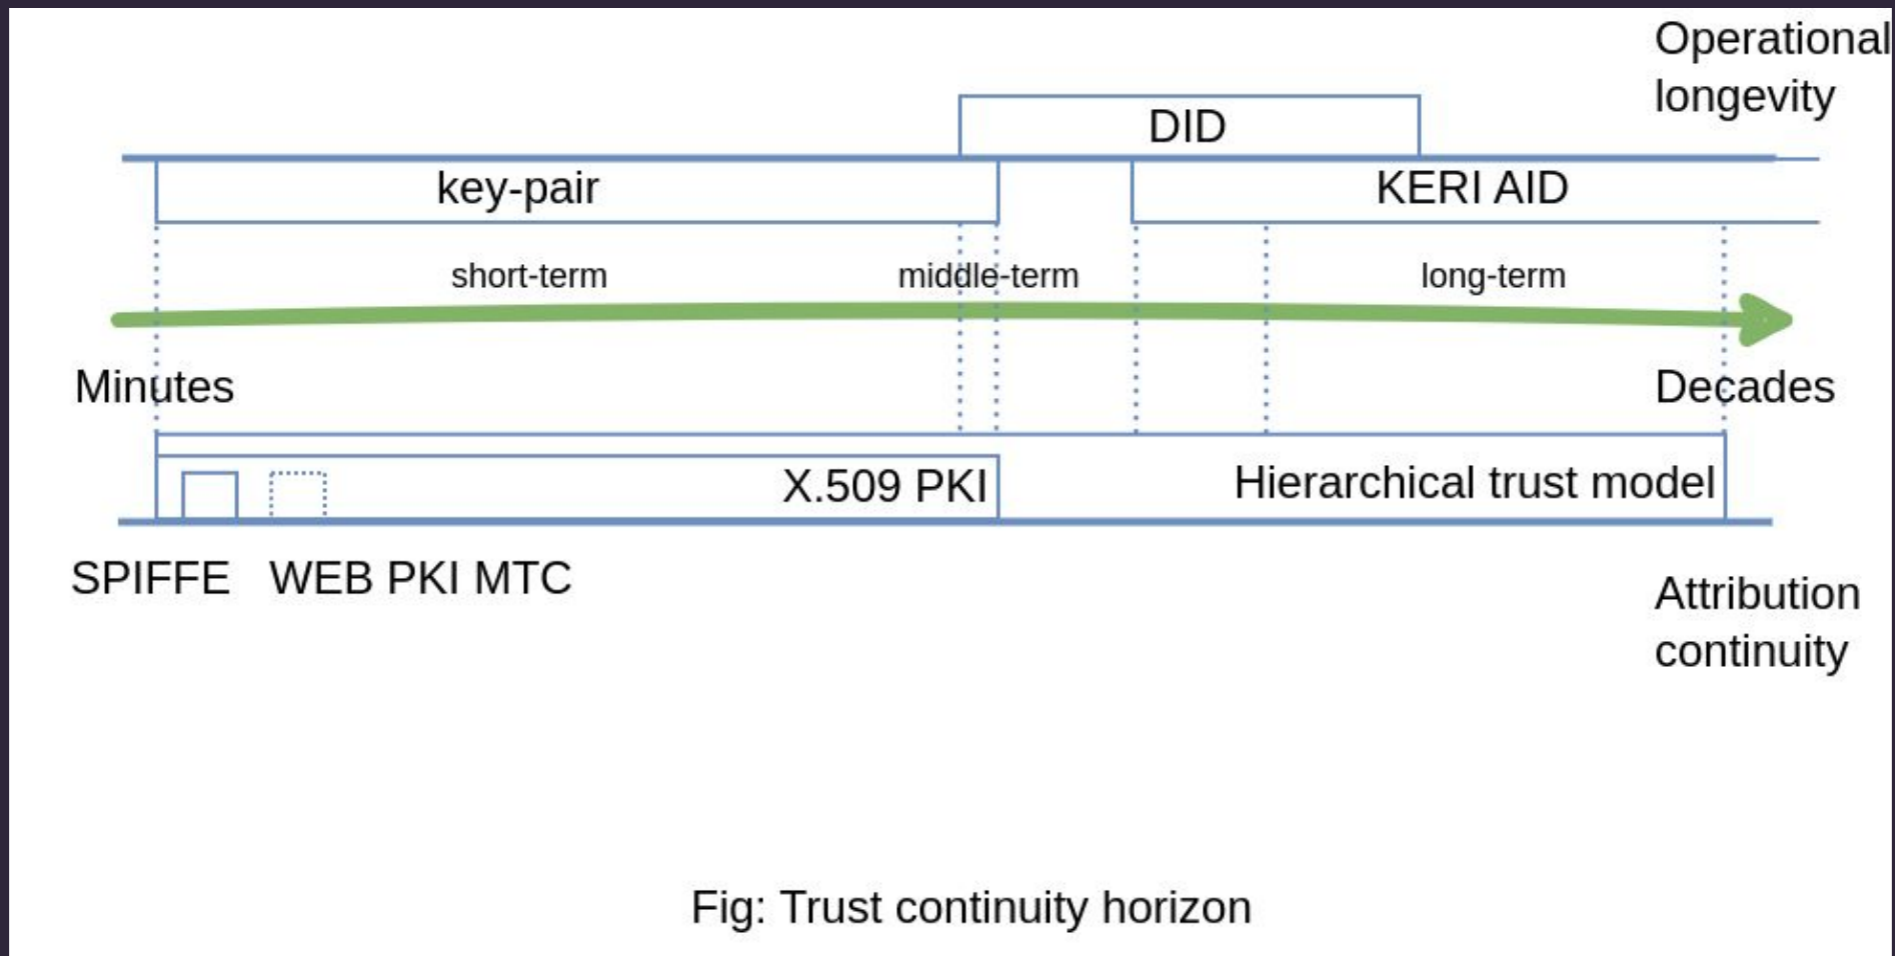 Operational
longevity
DID
key-pair
KERI AID
short-term
middle-term
long-term
Minutes
Decades
X.509 PKI
Hierarchical trust model
SPIFFE
WEB PKI MTC
Attribution
continuity
Fig: Trust continuity horizon